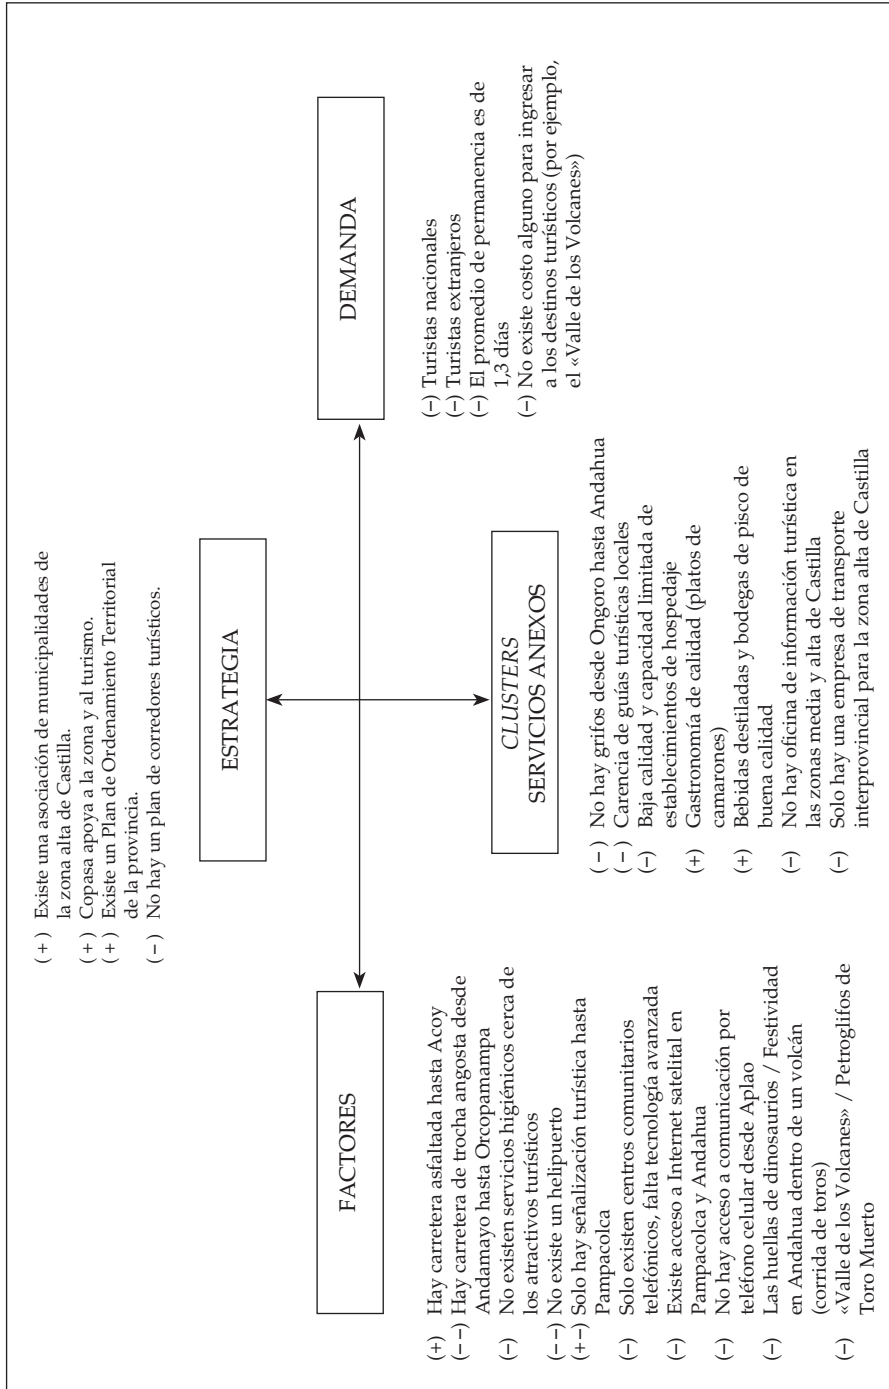 (+) Existe una asociación de municipalidades de
la zona alta de Castilla.
(+) Copasa apoya a la zona y al turismo.
(+) Existe un Plan de Ordenamiento Territorial
de la provincia.
(–) No hay un plan de corredores turísticos.
ESTRATEGIA
FACTORES
(+) Hay carretera asfaltada hasta Acoy
(– –) Hay carretera de trocha angosta desde
Andamayo hasta Orcopamampa
(–) No existen servicios higiénicos cerca de
los atractivos turísticos
(– –) No existe un helipuerto
(+ –) Solo hay señalización turística hasta
Pampacolca
(–) Solo existen centros comunitarios
telefónicos, falta tecnología avanzada
(–) Existe acceso a Internet satelital en
Pampacolca y Andahua
(–) No hay acceso a comunicación por
teléfono celular desde Aplao
(–) Las huellas de dinosaurios / Festividad
en Andahua dentro de un volcán
(corrida de toros)
(–) «Valle de los Volcanes» / Petroglifos de
Toro Muerto
DEMANDA
(–) Turistas nacionales
(–) Turistas extranjeros
(–) El promedio de permanencia es de
1,3 días
(–) No existe costo alguno para ingresar
a los destinos turísticos (por ejemplo,
el «Valle de los Volcanes»)
CLUSTERS
SERVICIOS ANEXOS
(–) No hay grifos desde Ongoro hasta Andahua
(–) Carencia de guías turísticas locales
(–) Baja calidad y capacidad limitada de
establecimientos de hospedaje
(+) Gastronomía de calidad (platos de
camarones)
(+) Bebidas destiladas y bodegas de pisco de
buena calidad
(–) No hay oficina de información turística en
las zonas media y alta de Castilla
(–) Solo hay una empresa de transporte
interprovincial para la zona alta de Castilla